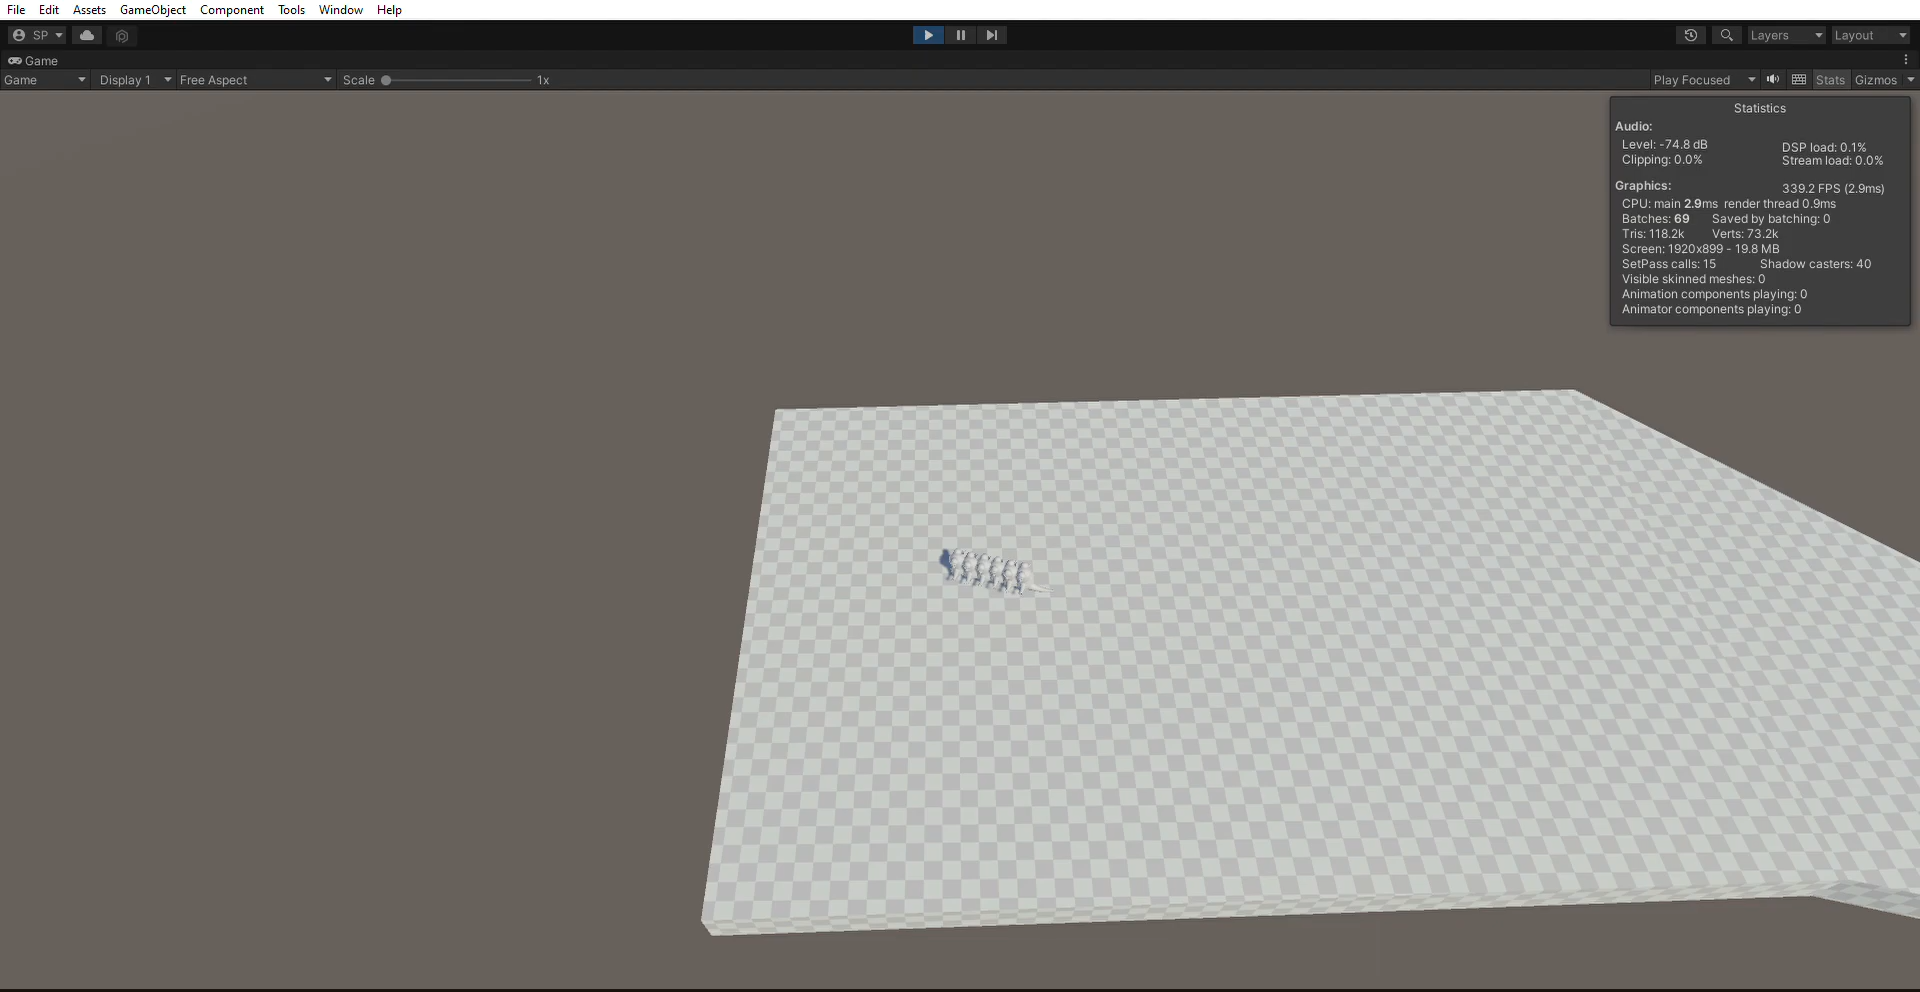 File Edit Assets GameObject Component Tools Window Help
SP Layers Layout
Game
Game Display 1 Free Aspect Scale 1x Play Focused Stats Gizmos
Statistics
Audio:
Level: -74.8 dB DSP load: 0.1%
Clipping: 0.0% Stream load: 0.0%
Graphics: 339.2 FPS (2.9ms)
CPU: main 2.9ms render thread 0.9ms
Batches: 69 Saved by batching: 0
Tris: 118.2k Verts: 73.2k
Screen: 1920x899 - 19.8 MB
SetPass calls: 15 Shadow casters: 40
Visible skinned meshes: 0
Animation components playing: 0
Animator components playing: 0